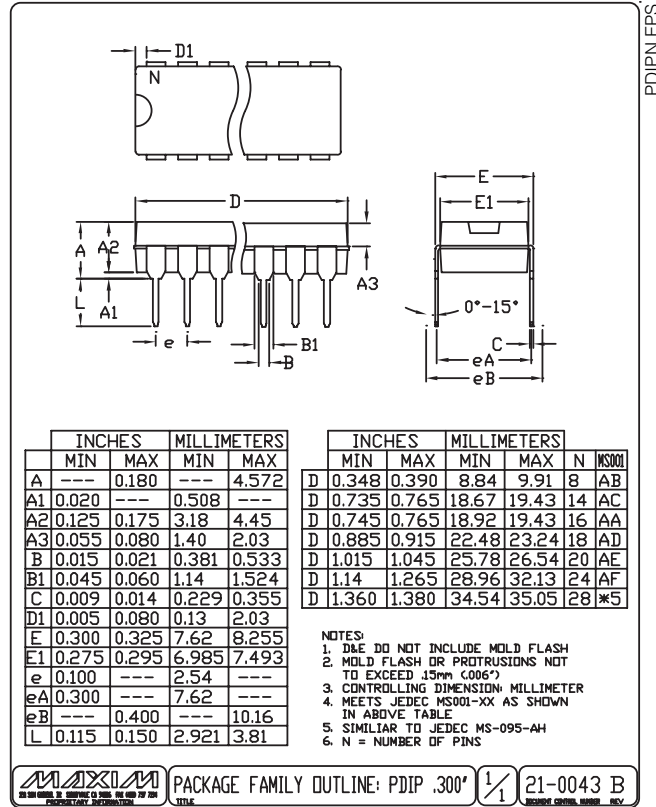 PDIPN.EPS
D1
N
D
E
E1
A
A2
A3
L
A1
0°-15°
e
B1
B
C
eA
eB
INCHES MILLIMETERS
MIN MAX MIN MAX
A --- 0.180 --- 4.572
A1 0.020 --- 0.508 ---
A2 0.125 0.175 3.18 4.45
A3 0.055 0.080 1.40 2.03
B 0.015 0.021 0.381 0.533
B1 0.045 0.060 1.14 1.524
C 0.009 0.014 0.229 0.355
D1 0.005 0.080 0.13 2.03
E 0.300 0.325 7.62 8.255
E1 0.275 0.295 6.985 7.493
e 0.100 --- 2.54 ---
eA 0.300 --- 7.62 ---
eB --- 0.400 --- 10.16
L 0.115 0.150 2.921 3.81
INCHES MILLIMETERS
MIN MAX MIN MAX N MS001
D 0.348 0.390 8.84 9.91 8 AB
D 0.735 0.765 18.67 19.43 14 AC
D 0.745 0.765 18.92 19.43 16 AA
D 0.885 0.915 22.48 23.24 18 AD
D 1.015 1.045 25.78 26.54 20 AE
D 1.14 1.265 28.96 32.13 24 AF
D 1.360 1.380 34.54 35.05 28 *5
NOTES:
1. D&E DO NOT INCLUDE MOLD FLASH
2. MOLD FLASH OR PROTRUSIONS NOT
TO EXCEED .15mm (.006")
3. CONTROLLING DIMENSION: MILLIMETER
4. MEETS JEDEC MS001-XX AS SHOWN
IN ABOVE TABLE
5. SIMILIAR TO JEDEC MS-095-AH
6. N = NUMBER OF PINS
MAXIM
PROPRIETARY INFORMATION
PACKAGE FAMILY OUTLINE: PDIP .300"
TITLE
1/1
21-0043 B
DOCUMENT CONTROL NUMBER REV